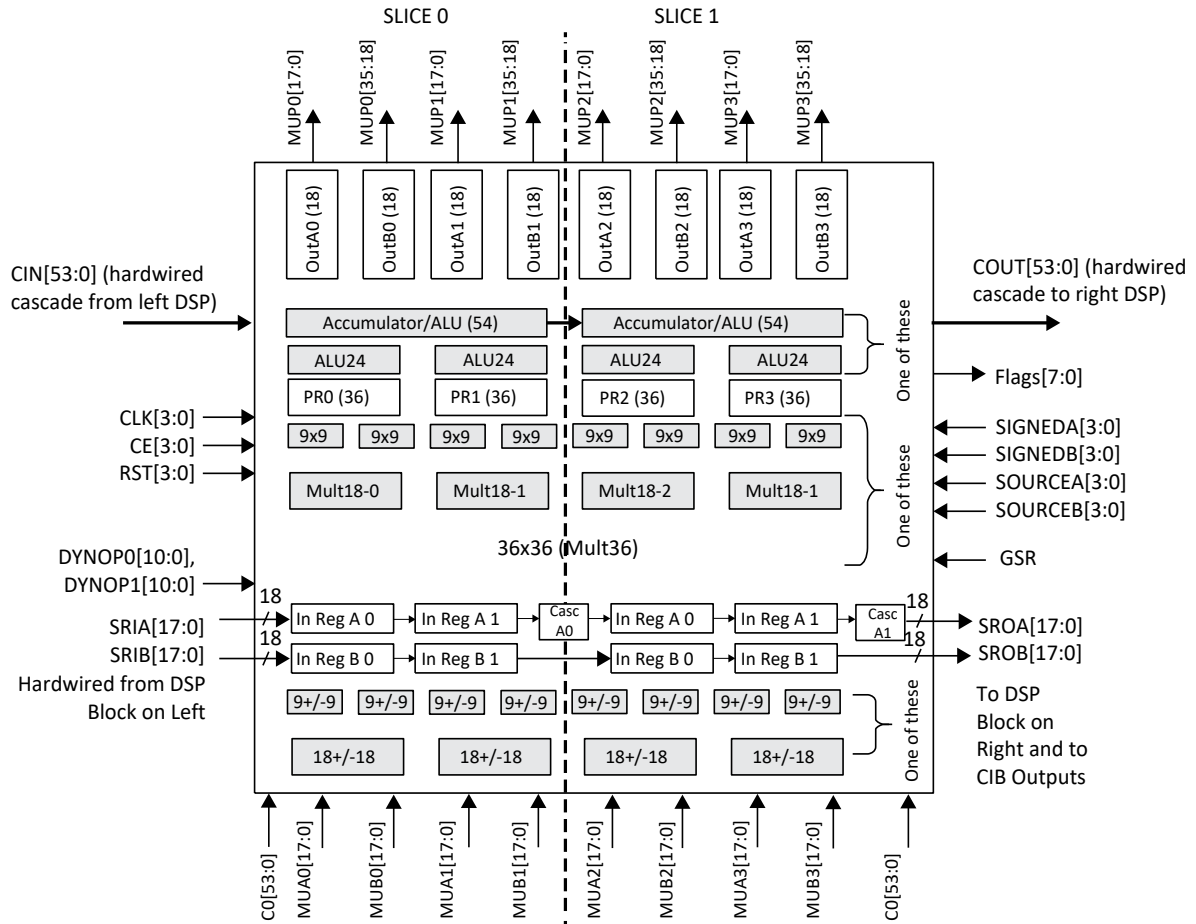 SLICE 0
SLICE 1
MUP0[17:0]
MUP0[35:18]
MUP1[17:0]
MUP1[35:18]
MUP2[17:0]
MUP2[35:18]
MUP3[17:0]
MUP3[35:18]
OutA0 (18)
OutB0 (18)
OutA1 (18)
OutB1 (18)
OutA2 (18)
OutB2 (18)
OutA3 (18)
OutB3 (18)
CIN[53:0] (hardwired
cascade from left DSP)
COUT[53:0] (hardwired
cascade to right DSP)
Accumulator/ALU (54)
Accumulator/ALU (54)
One of these
ALU24
ALU24
ALU24
ALU24
Flags[7:0]
PR0 (36)
PR1 (36)
PR2 (36)
PR3 (36)
CLK[3:0]
CE[3:0]
RST[3:0]
9x9
9x9
9x9
9x9
9x9
9x9
9x9
9x9
SIGNEDA[3:0]
SIGNEDB[3:0]
SOURCEA[3:0]
SOURCEB[3:0]
Mult18-0
Mult18-1
Mult18-2
Mult18-1
One of these
36x36 (Mult36)
GSR
DYNOP0[10:0],
DYNOP1[10:0]
18
SRIA[17:0]
18
SRIB[17:0]
Hardwired from DSP
Block on Left
In Reg A 0
In Reg A 1
Casc
A0
In Reg A 0
In Reg A 1
Casc
A1
In Reg B 0
In Reg B 1
In Reg B 0
In Reg B 1
18
SROA[17:0]
18
SROB[17:0]
To DSP
Block on
Right and to
CIB Outputs
9+/-9
9+/-9
9+/-9
9+/-9
9+/-9
9+/-9
9+/-9
9+/-9
18+/-18
18+/-18
18+/-18
18+/-18
One of these
C0[53:0]
MUA0[17:0]
MUB0[17:0]
MUA1[17:0]
MUB1[17:0]
MUA2[17:0]
MUB2[17:0]
MUA3[17:0]
MUB3[17:0]
C0[53:0]